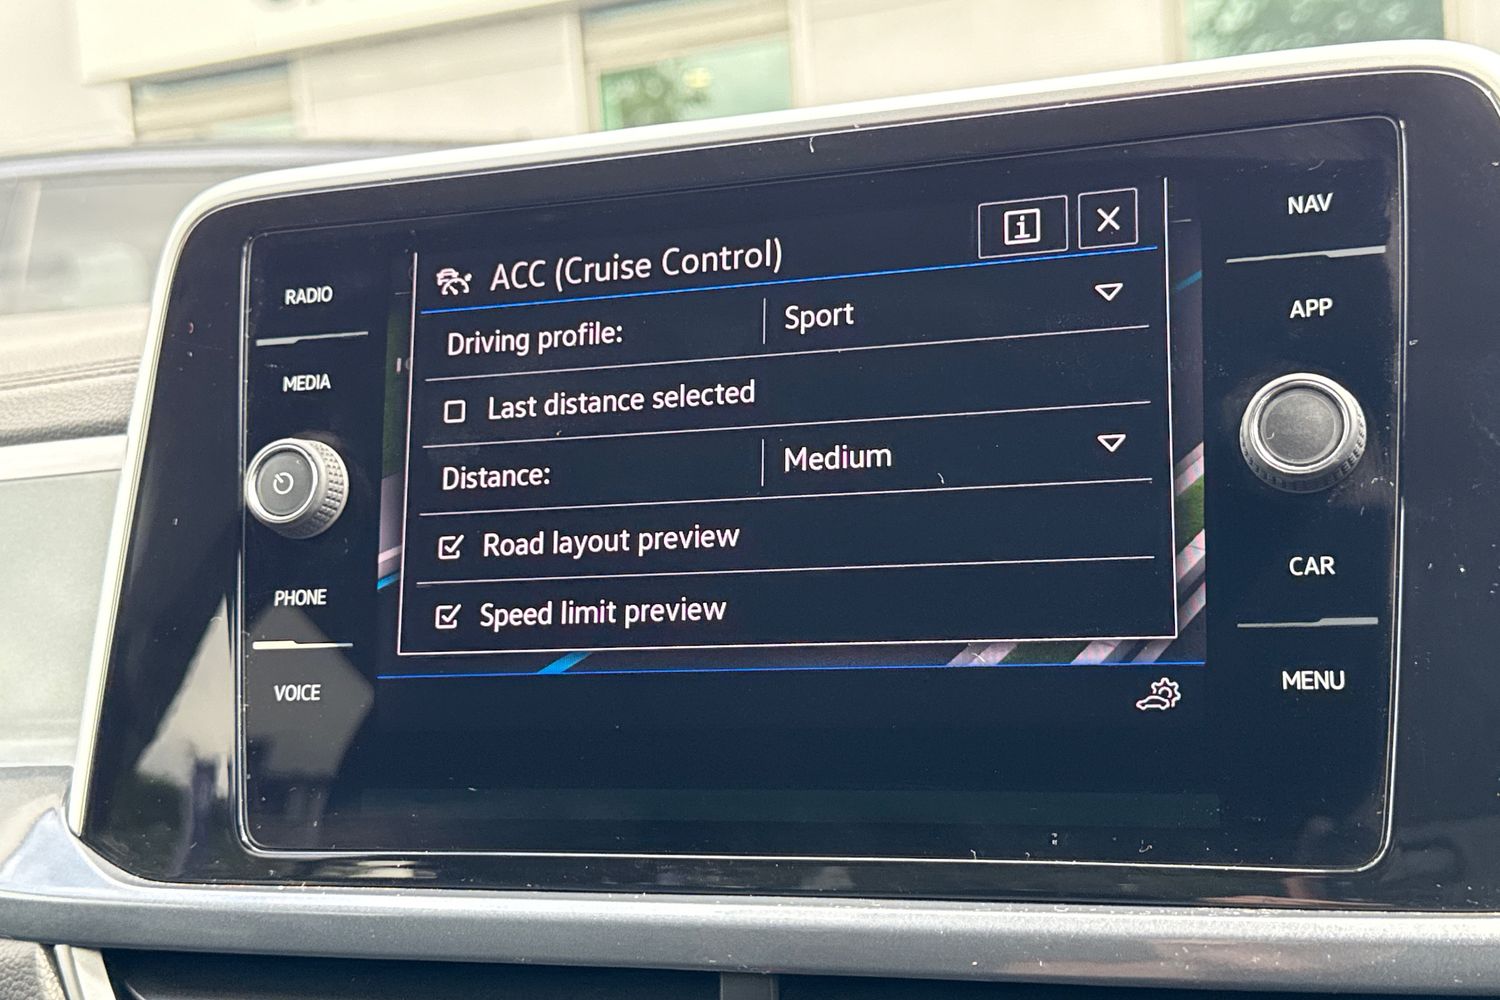 RADIO
MEDIA
PHONE
VOICE
ACC (Cruise Control)
i
Driving profile: Sport
Last distance selected
Distance: Medium
Road layout preview
Speed limit preview
NAV
APP
CAR
MENU